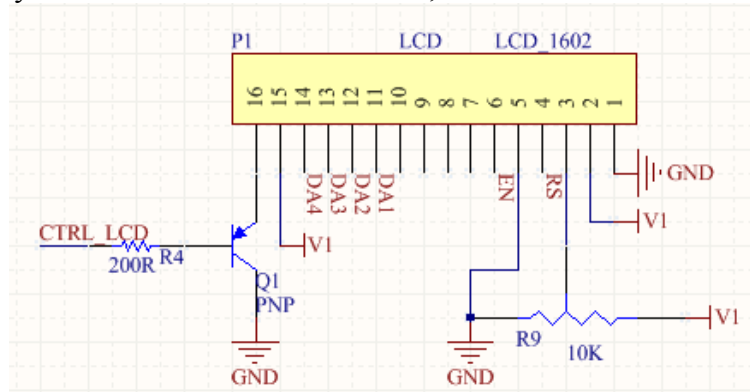 P1 LCD LCD_1602
16 15 14 13 12 11 10 9 8 7 6 5 4 3 2 1
DA4 DA3 DA2 DA1 EN RS GND
V1
CTRL_LCD V1
200R R4
Q1
PNP
V1
R9 10K
GND GND